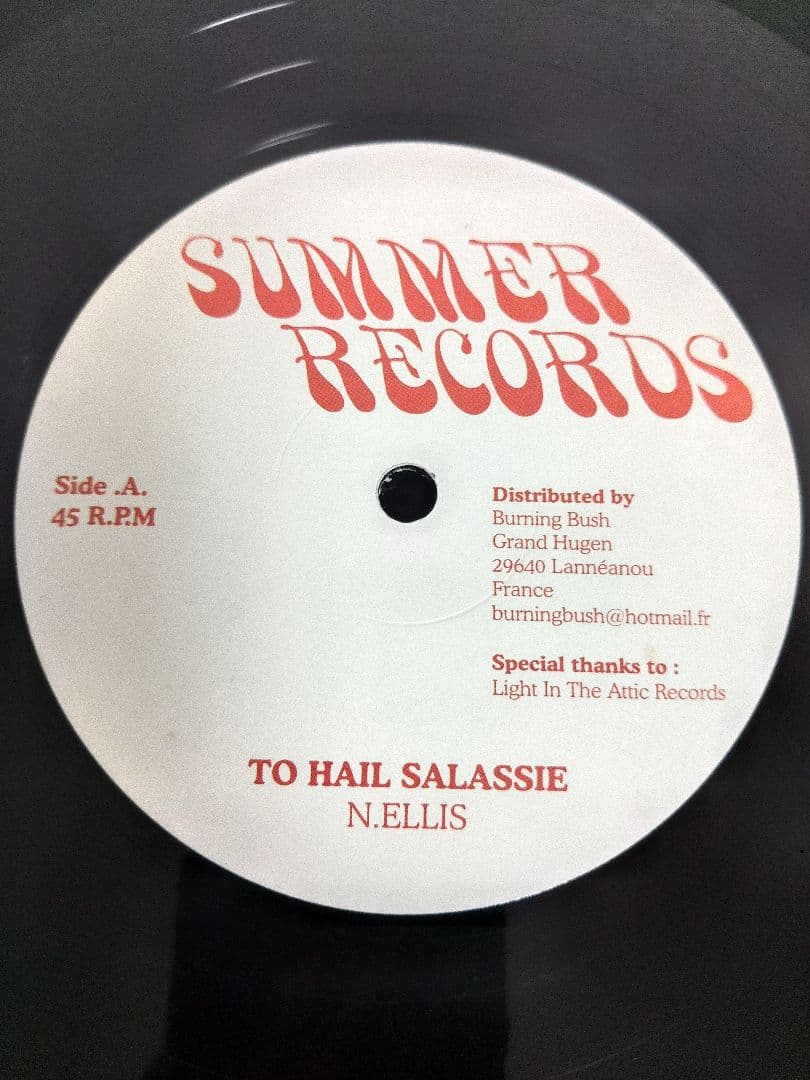 SUMMER
RECORDS
Side .A.
45 R.P.M
Distributed by
Burning Bush
Grand Hugen
29640 Lannéanou
France
burningbush@hotmail.fr
Special thanks to :
Light In The Attic Records
TO HAIL SALASSIE
N.ELLIS